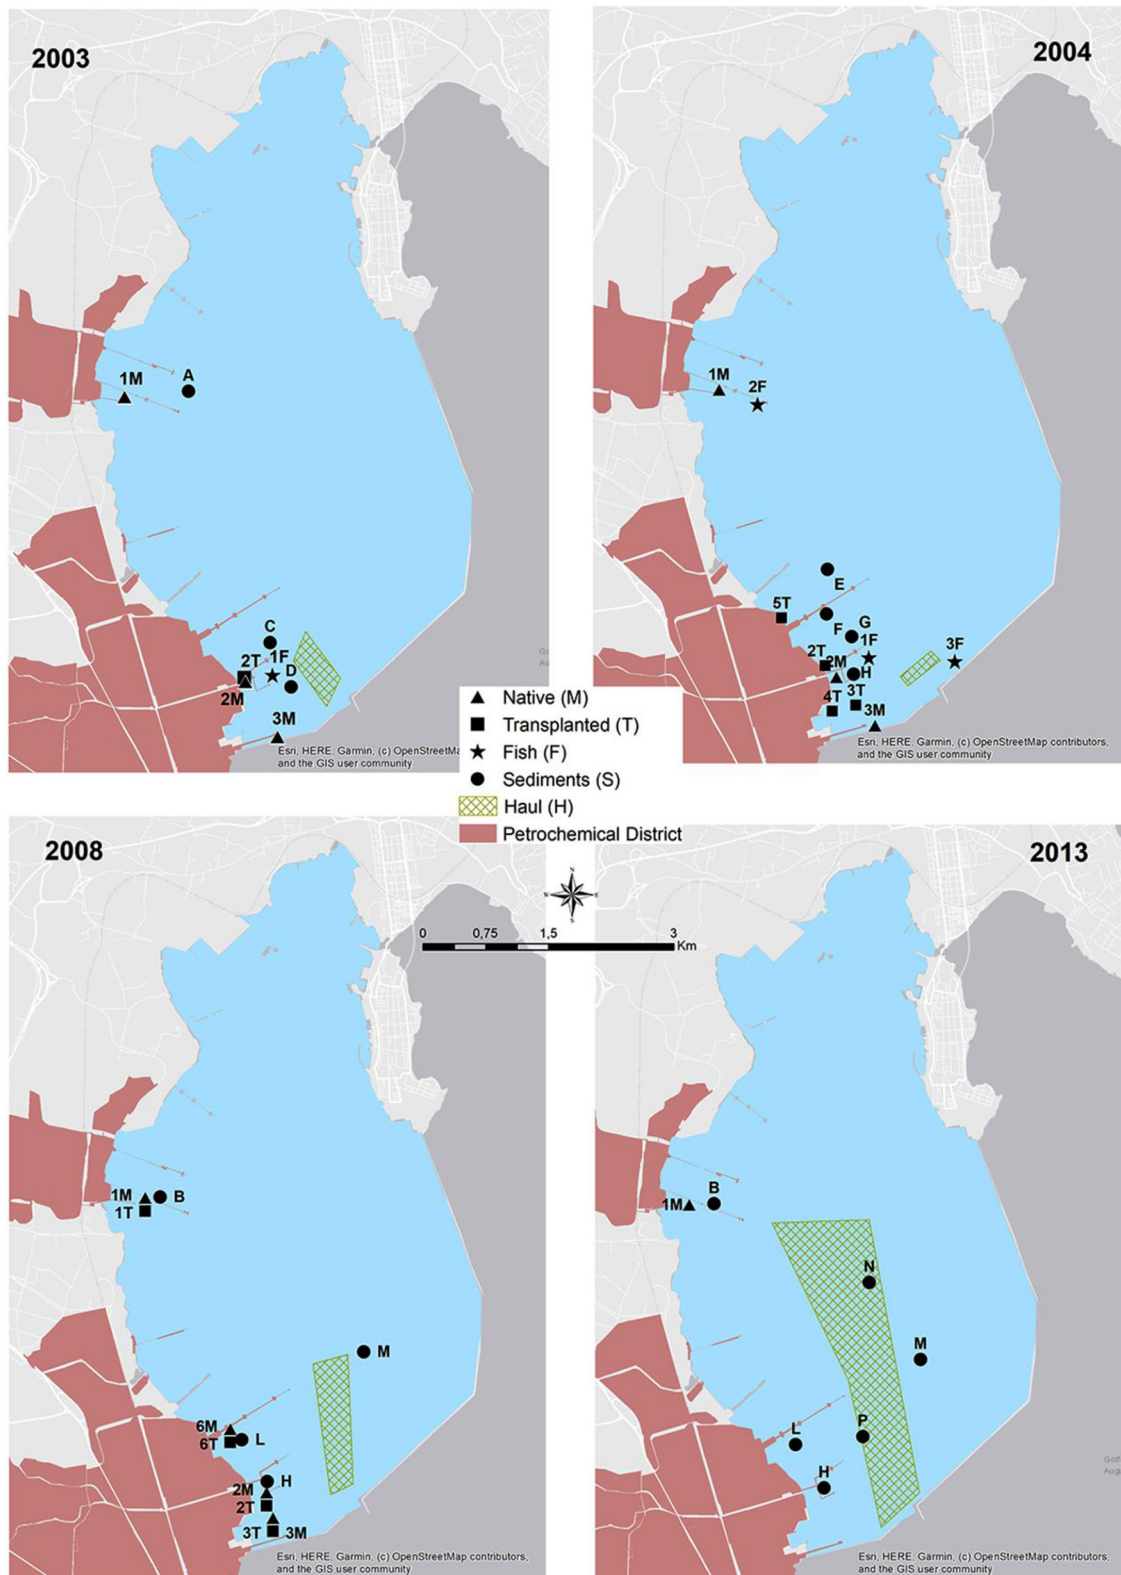 2003
1M
A
C
1F
2T
D
2M
3M
Esri, HERE, Garmin, (c) OpenStreetMap
and the GIS user community
2004
1M
2F
E
5T
F
G
1F
3F
2T
2M
H
4T
3T
3M
Esri, HERE, Garmin, (c) OpenStreetMap contributors,
and the GIS user community
Native (M)
Transplanted (T)
Fish (F)
Sediments (S)
Haul (H)
Petrochemical District
N
W
E
S
0
0,75
1,5
3
Km
2008
1M
B
1T
M
6M
6T
L
H
2M
2T
3T
3M
Esri, HERE, Garmin, (c) OpenStreetMap contributors,
and the GIS user community
2013
B
1M
N
M
L
P
H
Esri, HERE, Garmin, (c) OpenStreetMap contributors,
and the GIS user community